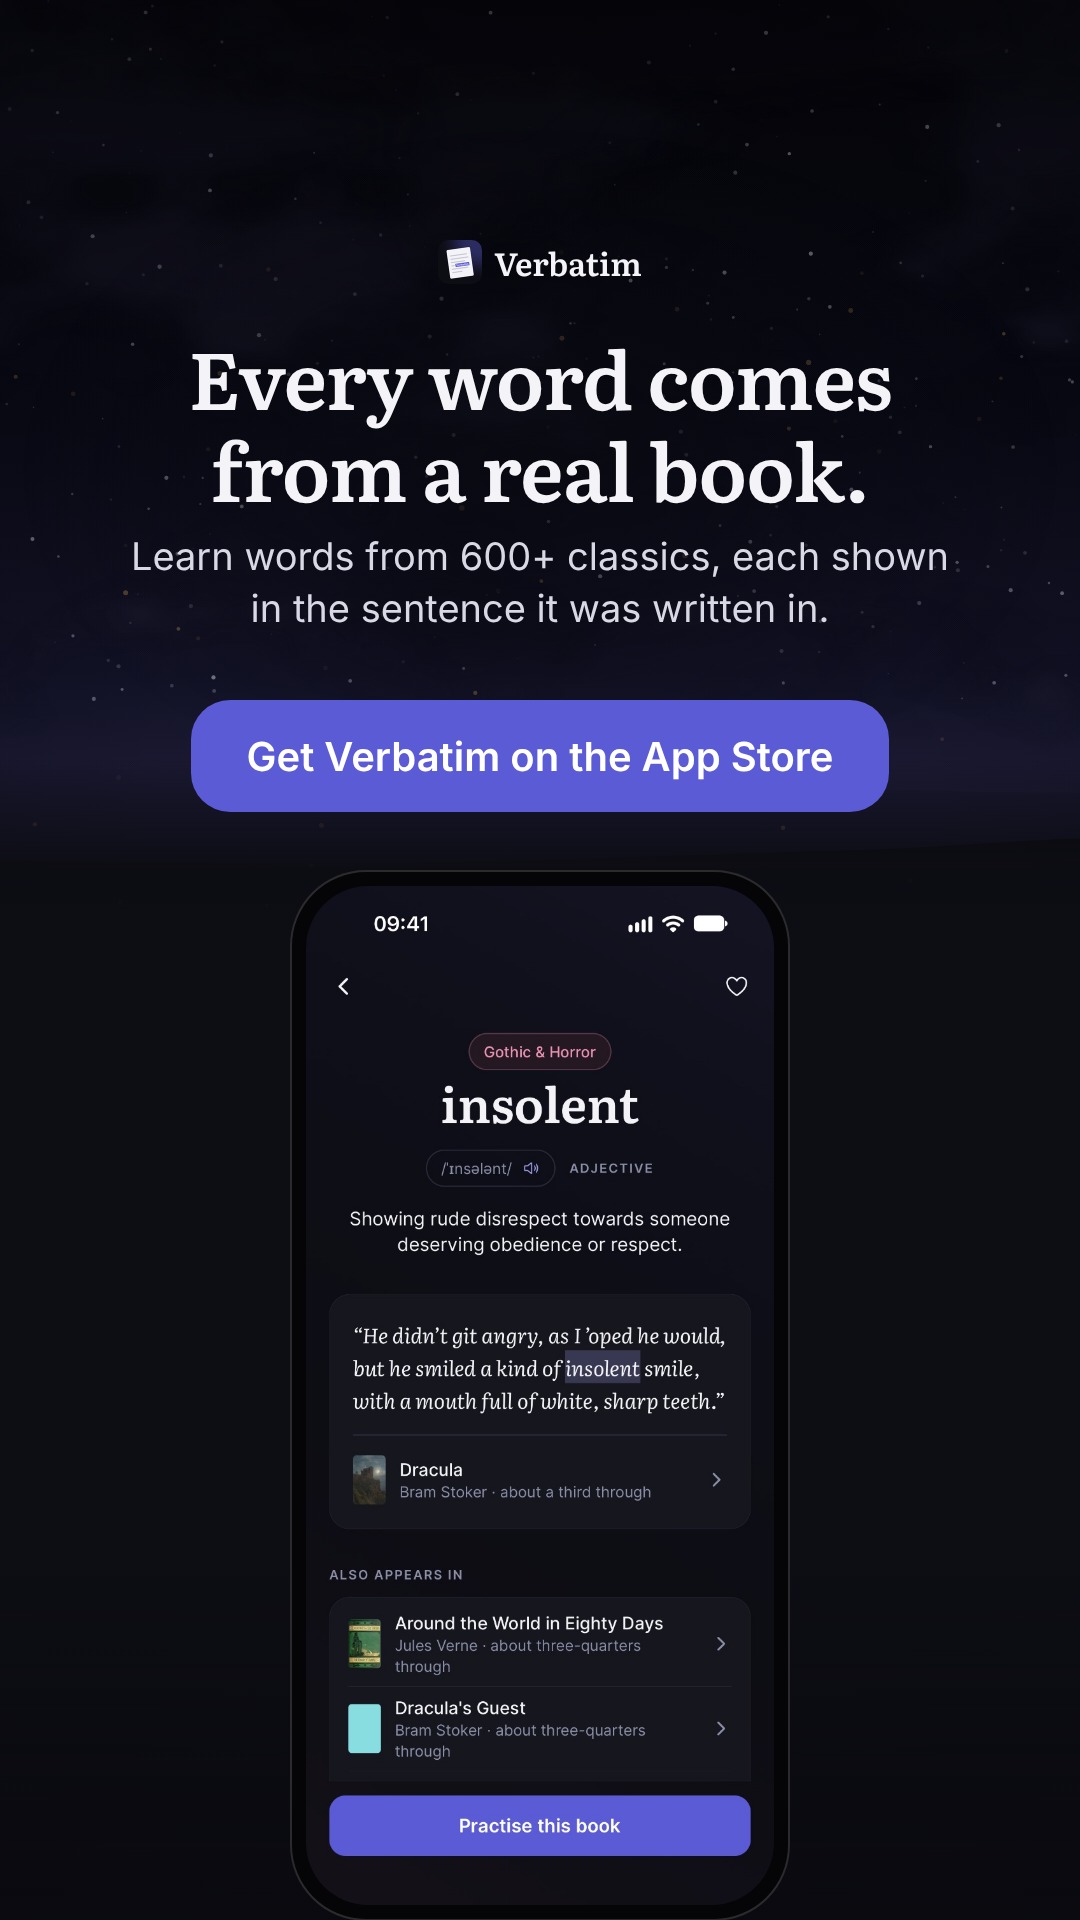 Verbatim
Every word comes
from a real book.
Learn words from 600+ classics, each shown
in the sentence it was written in.
Get Verbatim on the App Store
09:41
Gothic & Horror
insolent
/ˈɪnsələnt/ ADJECTIVE
Showing rude disrespect towards someone
deserving obedience or respect.
“He didn’t git angry, as I ’oped he would,
but he smiled a kind of insolent smile,
with a mouth full of white, sharp teeth.”
Dracula
Bram Stoker · about a third through
ALSO APPEARS IN
Around the World in Eighty Days
Jules Verne · about three-quarters
through
Dracula's Guest
Bram Stoker · about three-quarters
through
Practise this book